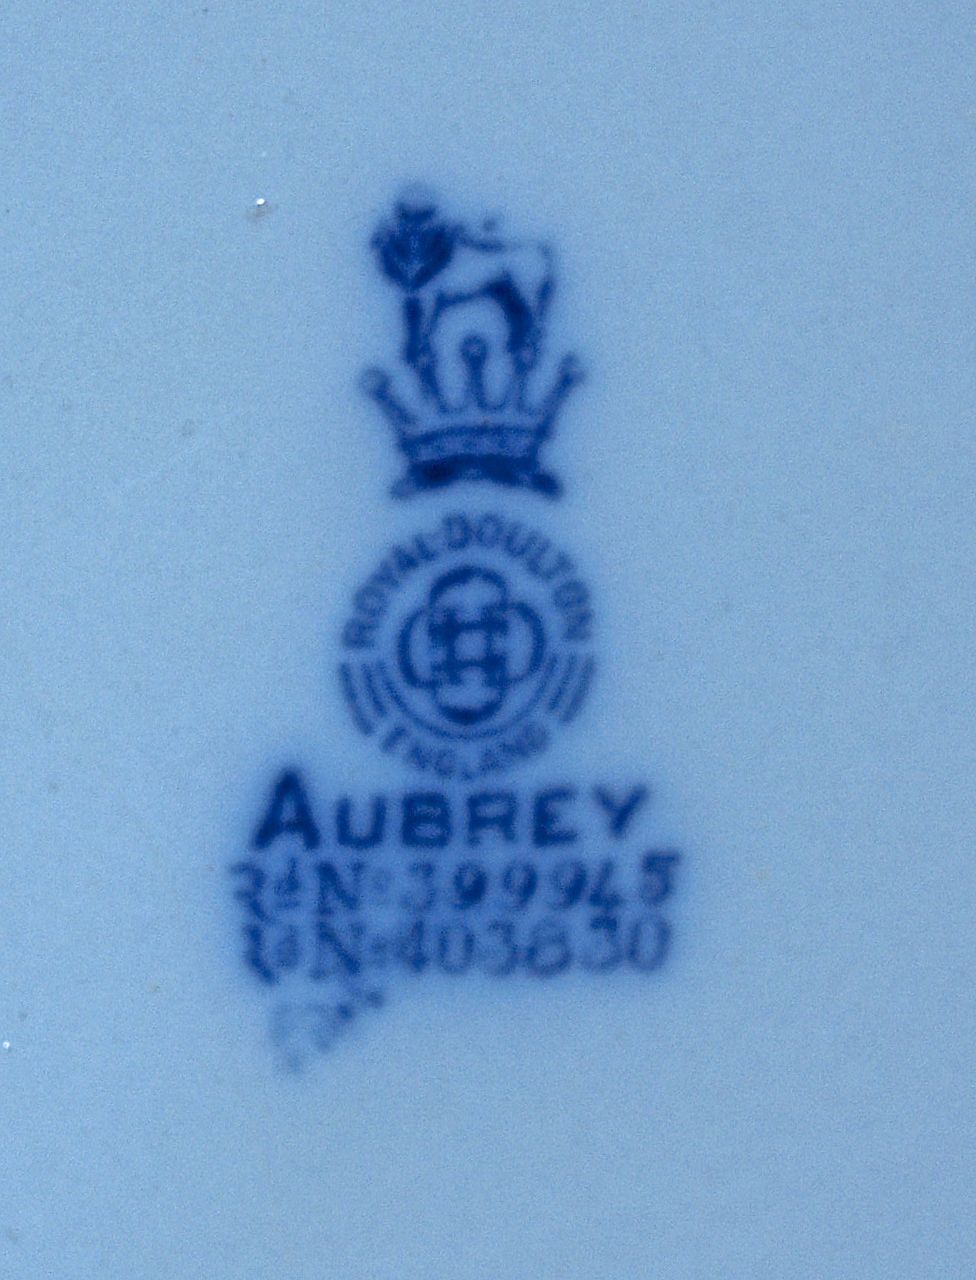 ROYAL DOULTON
ENGLAND
AUBREY
Rd No 399945
Rd No 403830